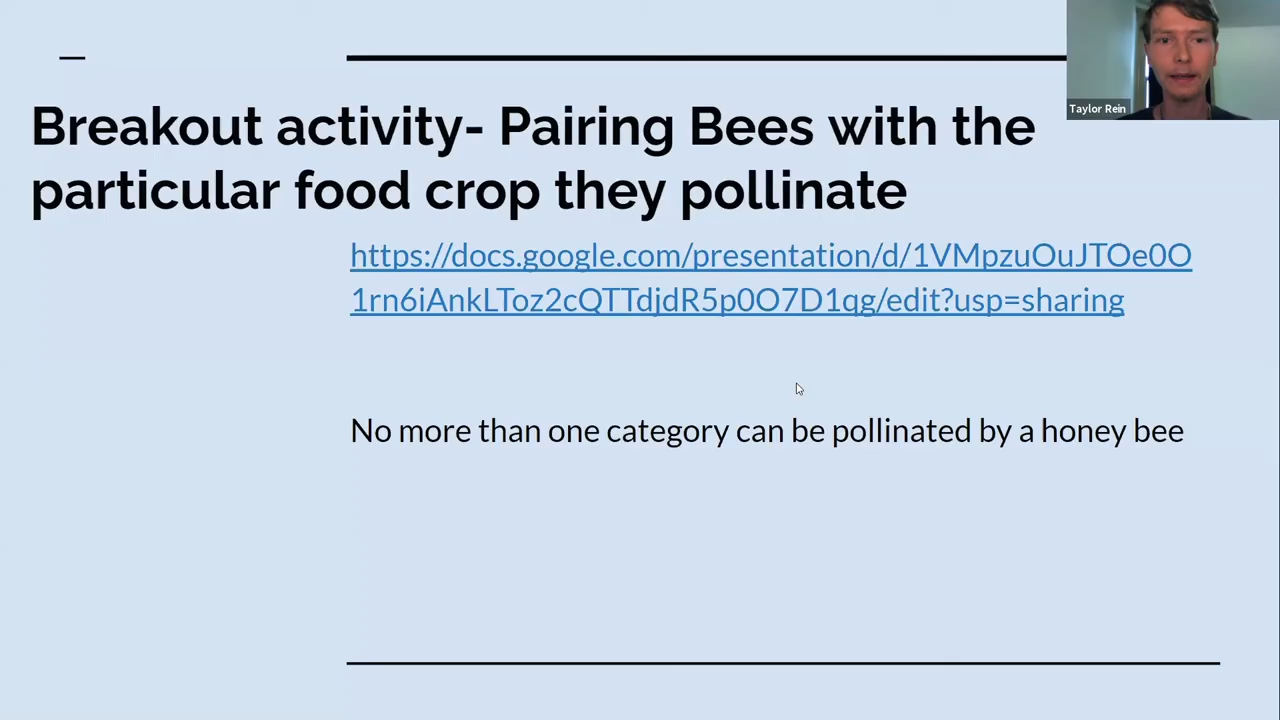 Taylor Rein
Breakout activity- Pairing Bees with the
particular food crop they pollinate
https://docs.google.com/presentation/d/1VMpzuOuJTOe0O
1rn6iAnkLToz2cQTTdjdR5p0O7D1qg/edit?usp=sharing
No more than one category can be pollinated by a honey bee